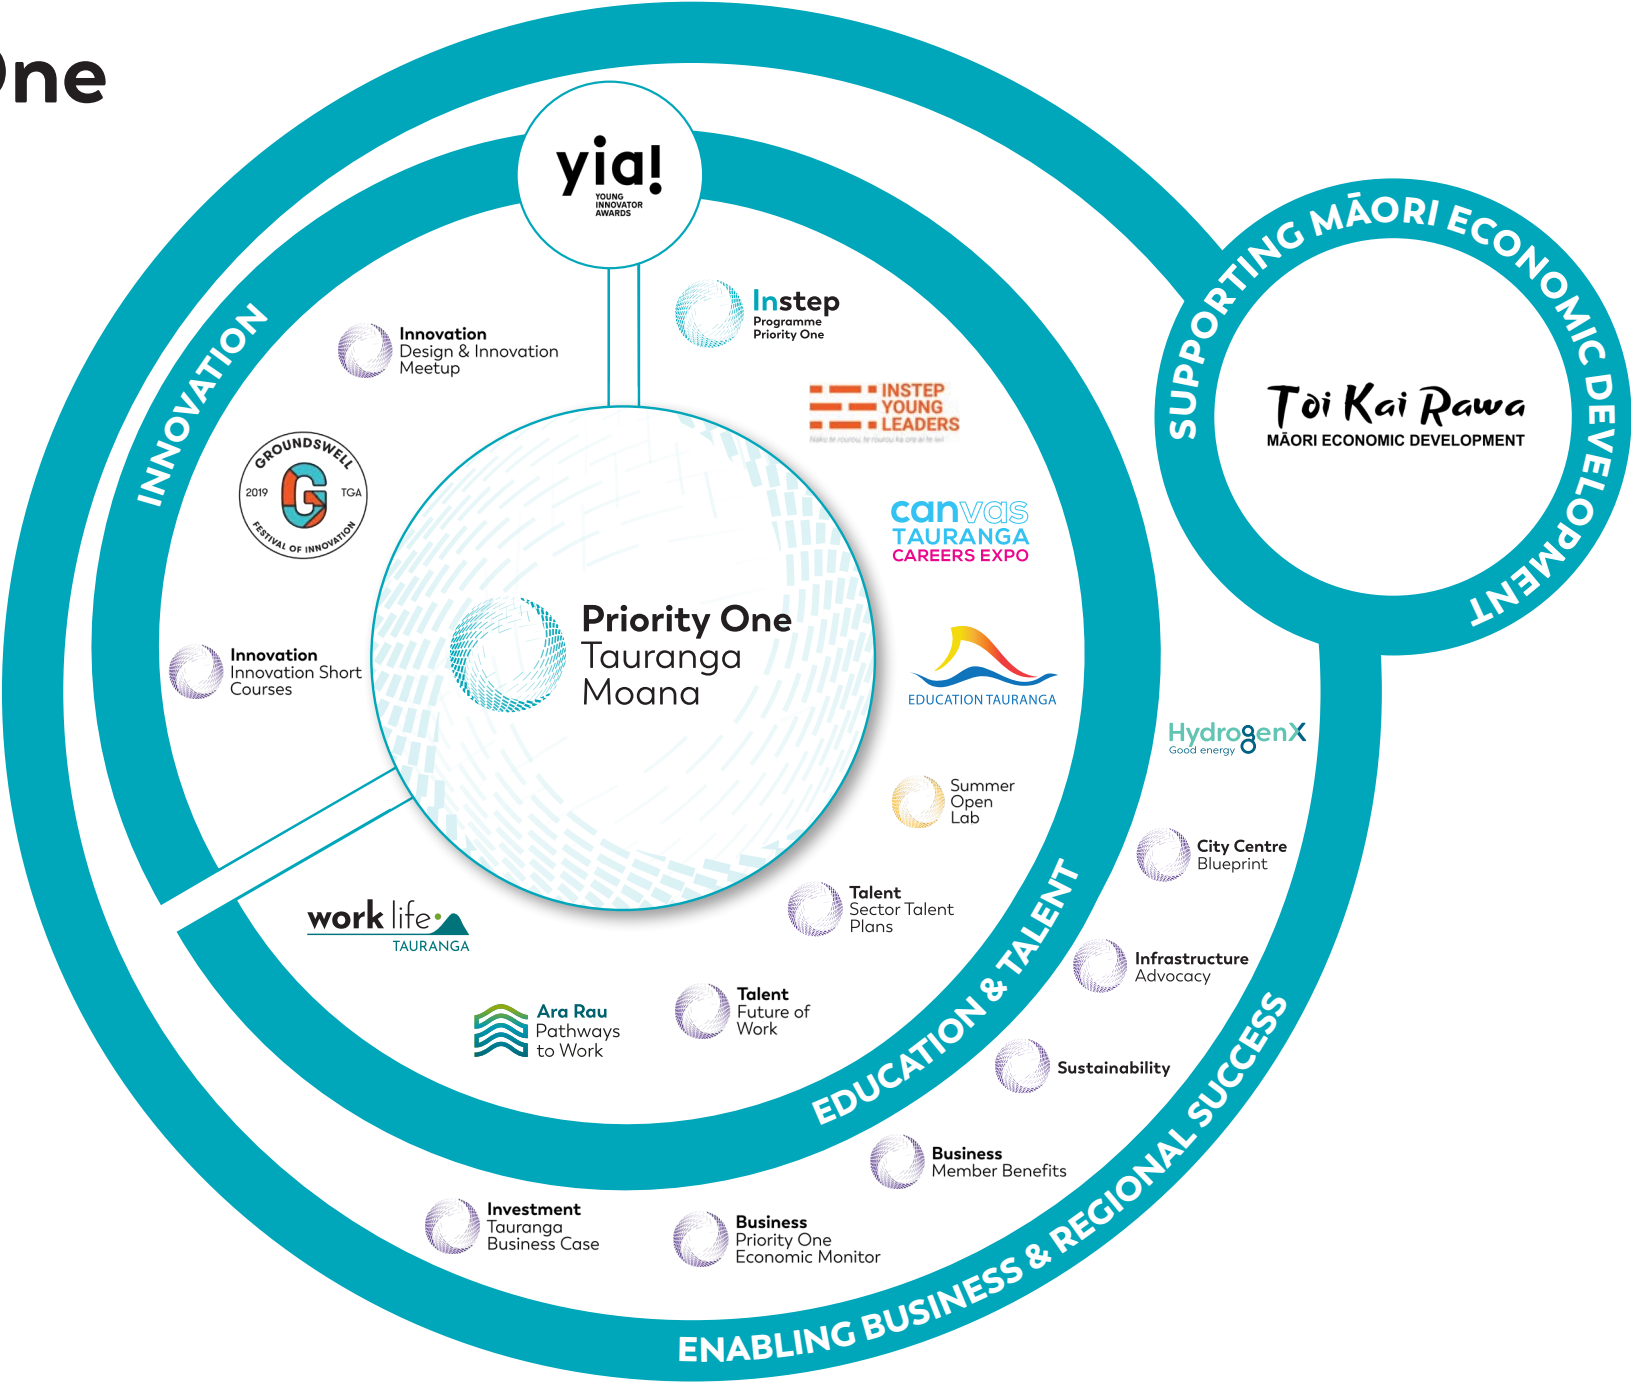 One
yia!
YOUNG
INNOVATOR
AWARDS
INNOVATION
Innovation
Design & Innovation
Meetup
GROUNDSWELL
2019
TGA
FESTIVAL OF INNOVATION
Innovation
Innovation Short
Courses
Instep
Programme
Priority One
INSTEP
YOUNG
LEADERS
canvas
TAURANGA
CAREERS EXPO
EDUCATION TAURANGA
Summer
Open
Lab
Talent
Sector Talent
Plans
Talent
Future of
Work
Ara Rau
Pathways
to Work
work life
TAURANGA
EDUCATION & TALENT
Priority One
Tauranga
Moana
SUPPORTING MĀORI ECONOMIC DEVELOPMENT
Tōi Kai Rawa
MĀORI ECONOMIC DEVELOPMENT
HydrogenX
Good energy
City Centre
Blueprint
Infrastructure
Advocacy
Sustainability
Business
Member Benefits
Business
Priority One
Economic Monitor
Investment
Tauranga
Business Case
ENABLING BUSINESS & REGIONAL SUCCESS